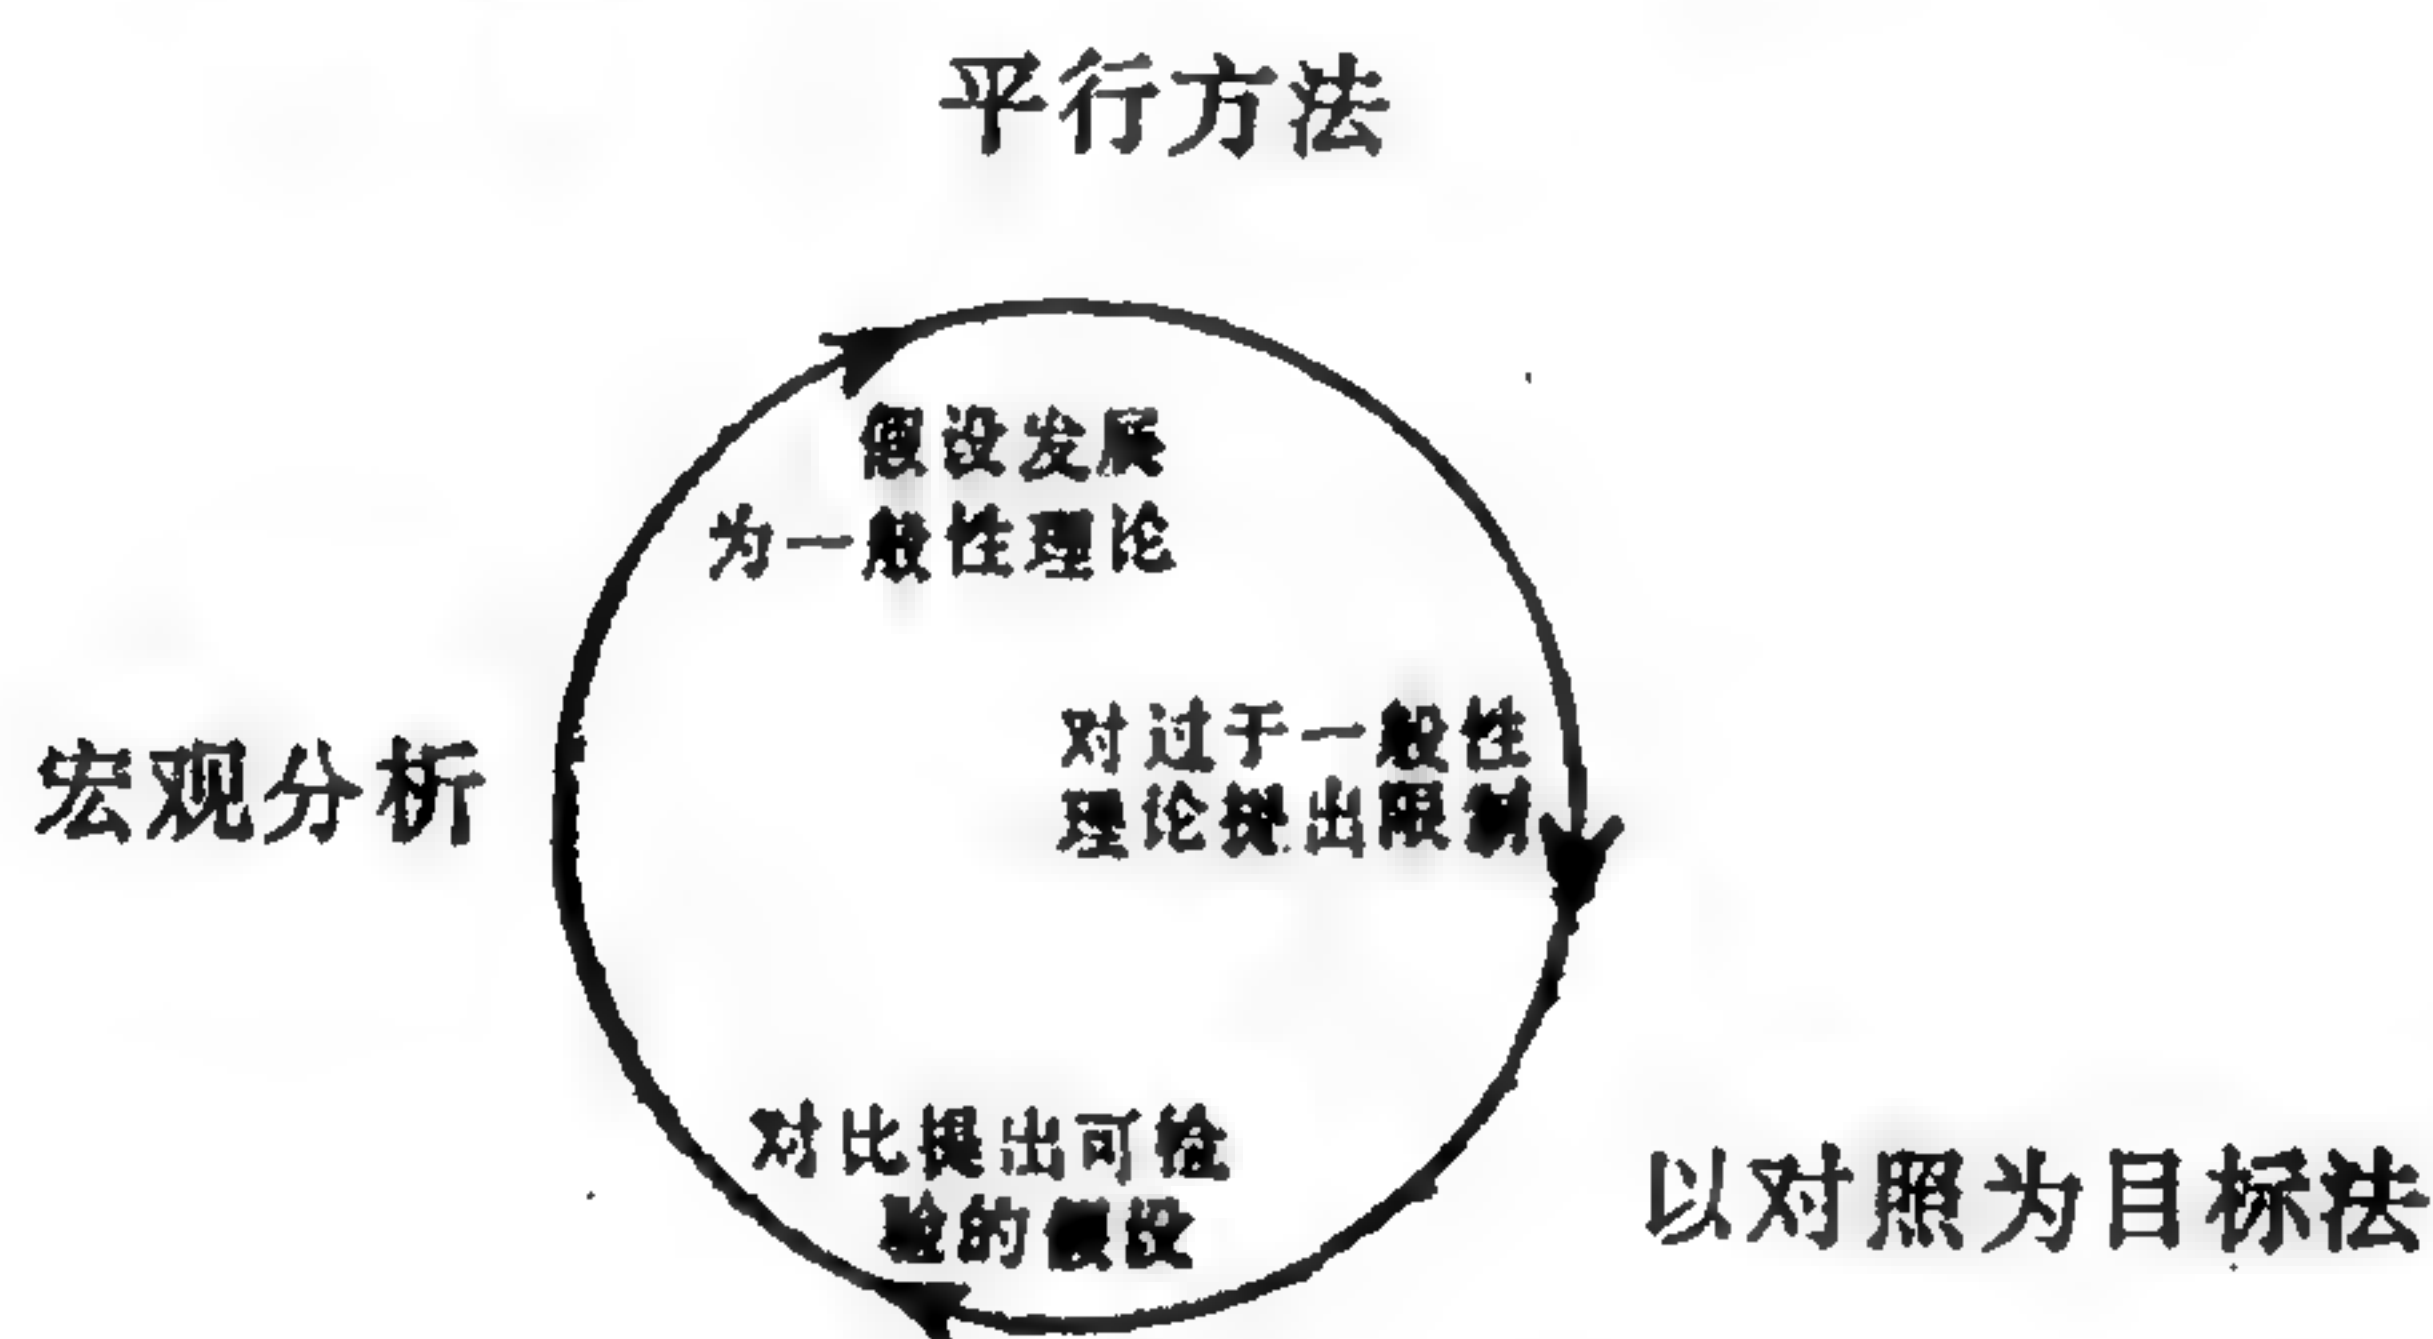 平行方法
假设发展
为一般性理论
对过于一般性
理论提出限制
宏观分析
对比提出可检
验的假设
以对照为目标法